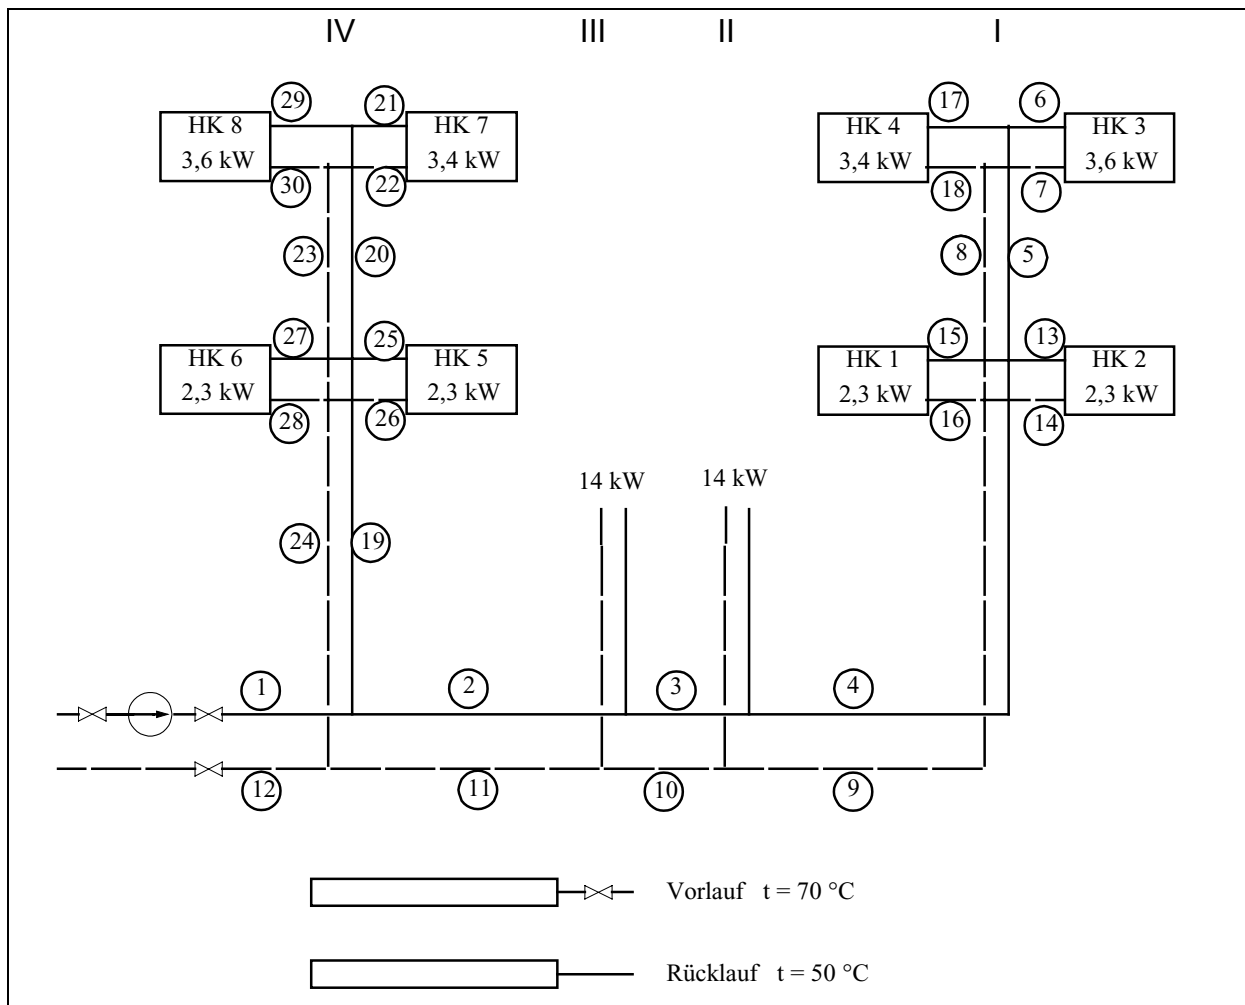 IV III II I
29 21 17 6
HK 8 HK 7 HK 4 HK 3
3,6 kW 3,4 kW 3,4 kW 3,6 kW
30 22 18 7
23 20 8 5
27 25 15 13
HK 6 HK 5 HK 1 HK 2
2,3 kW 2,3 kW 2,3 kW 2,3 kW
28 26 16 14
14 kW 14 kW
24 19
1 2 3 4
12 11 10 9
Vorlauf t = 70 °C
Rücklauf t = 50 °C